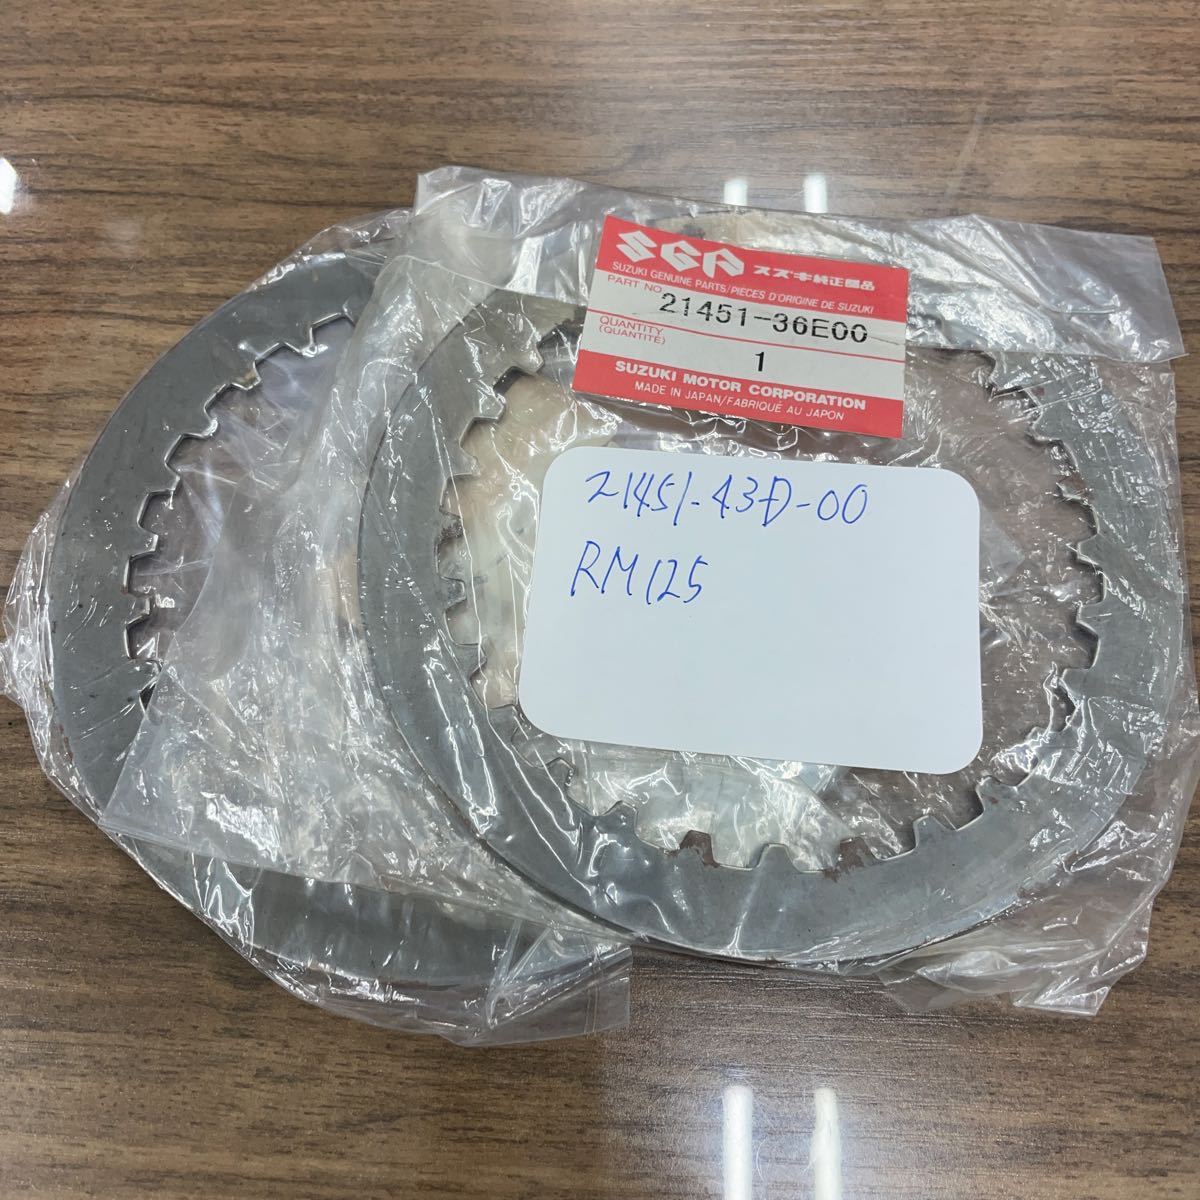 SGP スズキ純正部品
SUZUKI GENUINE PARTS/PIECES D'ORIGINE DE SUZUKI
PART NO. 21451-36E00
QUANTITY
(QUANTITÉ) 1
SUZUKI MOTOR CORPORATION
MADE IN JAPAN/FABRIQUÉ AU JAPON
21451-43D-00
RM125